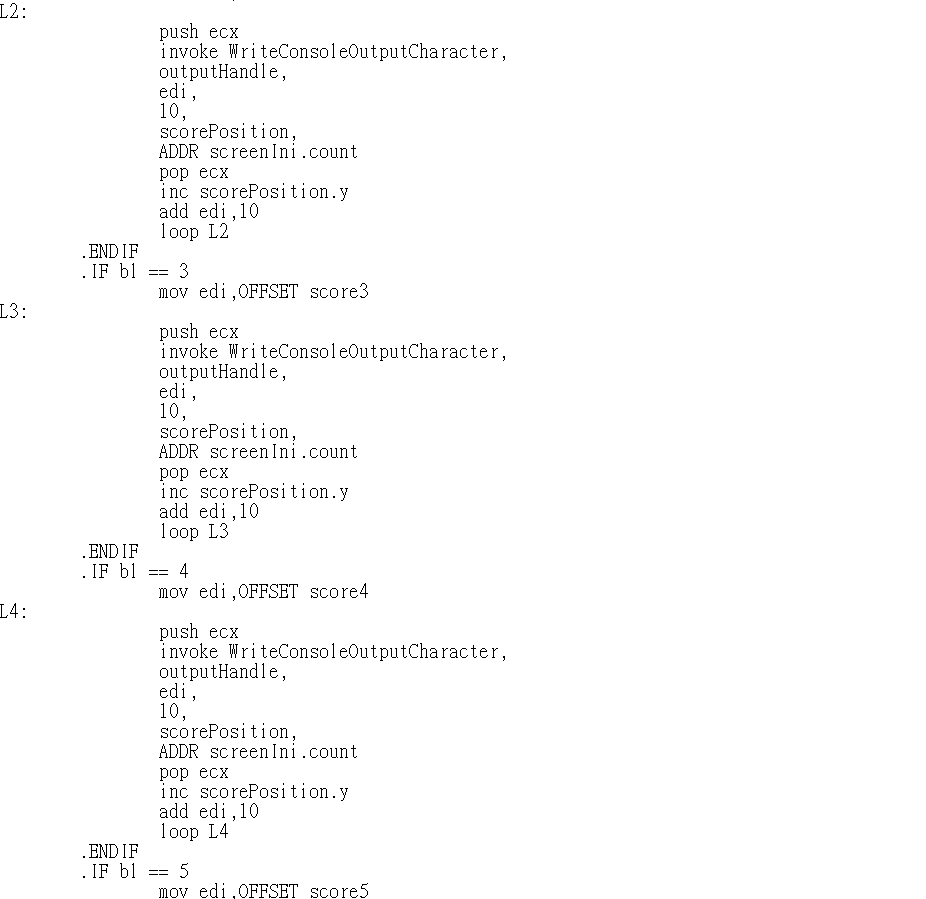 L2:
push ecx
invoke WriteConsoleOutputCharacter,
outputHandle,
edi,
10,
scorePosition,
ADDR screenIni.count
pop ecx
inc scorePosition.y
add edi,10
loop L2
.ENDIF
.IF bl == 3
mov edi,OFFSET score3
L3:
push ecx
invoke WriteConsoleOutputCharacter,
outputHandle,
edi,
10,
scorePosition,
ADDR screenIni.count
pop ecx
inc scorePosition.y
add edi,10
loop L3
.ENDIF
.IF bl == 4
mov edi,OFFSET score4
L4:
push ecx
invoke WriteConsoleOutputCharacter,
outputHandle,
edi,
10,
scorePosition,
ADDR screenIni.count
pop ecx
inc scorePosition.y
add edi,10
loop L4
.ENDIF
.IF bl == 5
mov edi,OFFSET score5